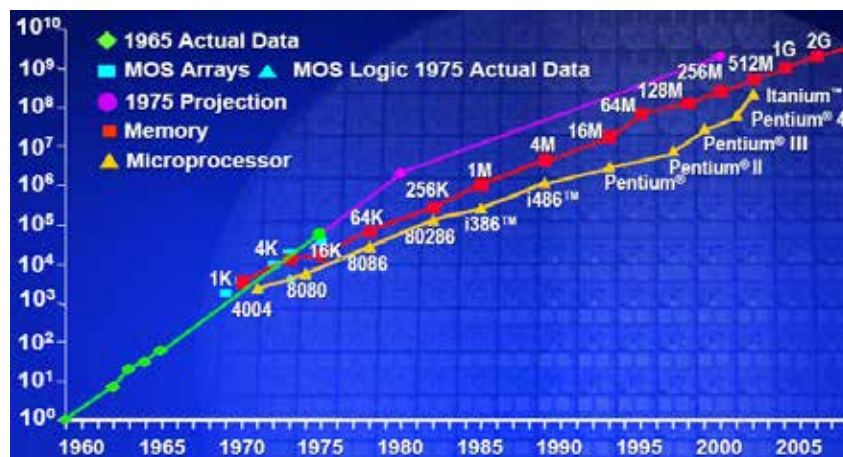 10¹⁰
10⁹
10⁸
10⁷
10⁶
10⁵
10⁴
10³
10²
10¹
10⁰
1965 Actual Data
MOS Arrays MOS Logic 1975 Actual Data
1975 Projection
Memory
Microprocessor
1K
4K
16K
64K
256K
1M
4M
16M
64M
128M
256M
512M
1G
2G
4004
8080
8086
80286
i386™
i486™
Pentium®
Pentium® II
Pentium® III
Pentium® 4
Itanium™
1960 1965 1970 1975 1980 1985 1990 1995 2000 2005